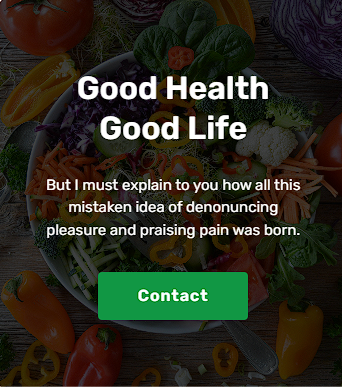 Good Health
Good Life
But I must explain to you how all this
mistaken idea of denonuncing
pleasure and praising pain was born.
Contact